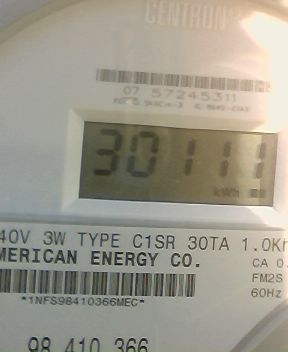 CENTRON
07 57245311
30111
kWh
40V 3W TYPE C1SR 30TA 1.0Kh
MERICAN ENERGY CO.
CA 0.
FM2S
*1NFS98410366MEC*
60Hz
98 410 366